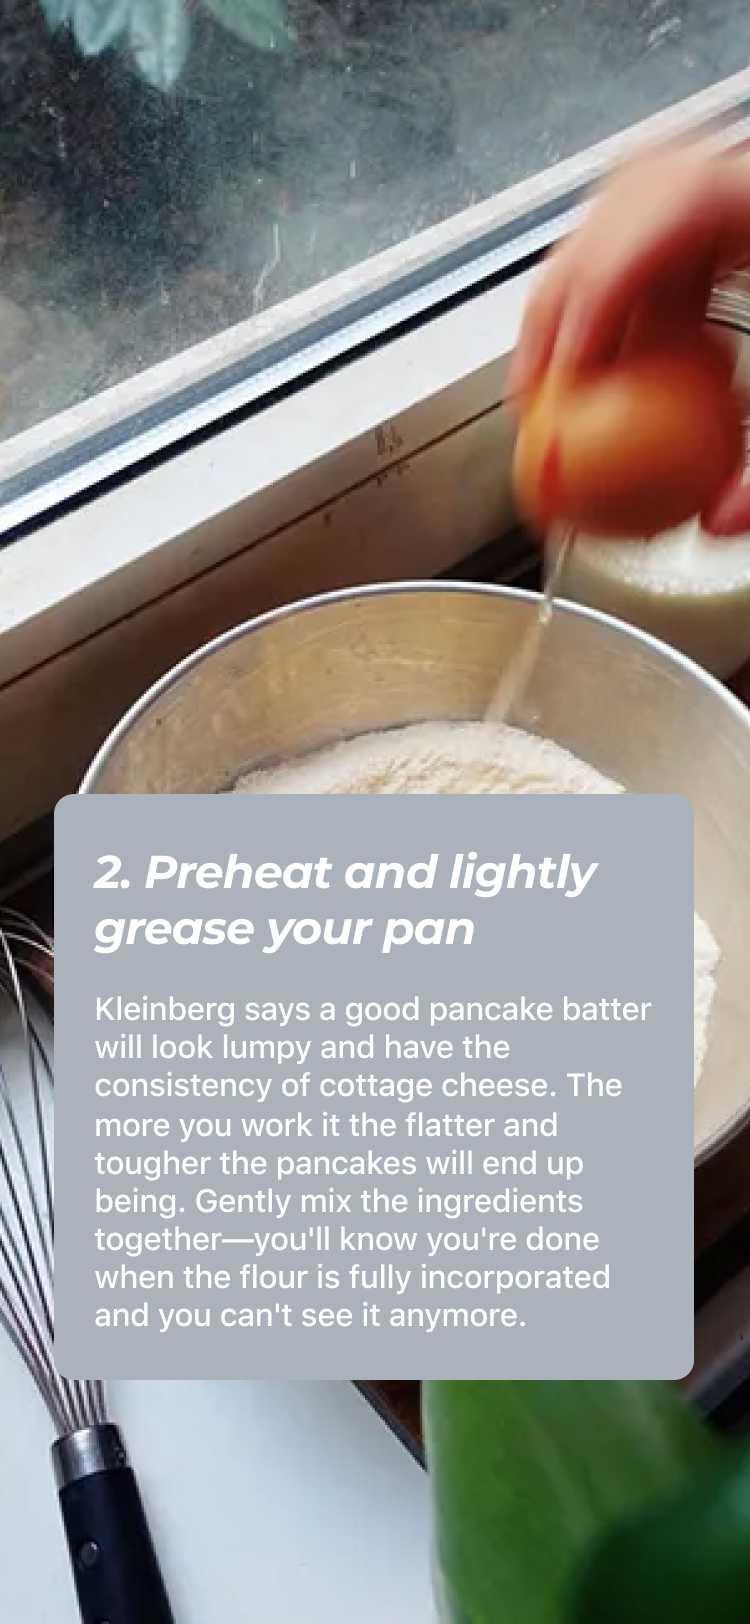 2. Preheat and lightly
grease your pan
Kleinberg says a good pancake batter
will look lumpy and have the
consistency of cottage cheese. The
more you work it the flatter and
tougher the pancakes will end up
being. Gently mix the ingredients
together—you'll know you're done
when the flour is fully incorporated
and you can't see it anymore.